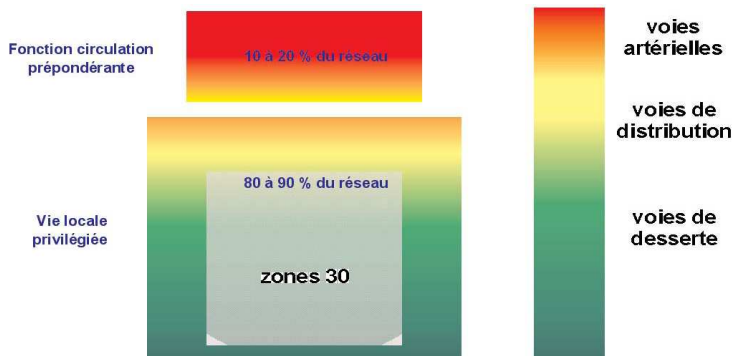 Fonction circulation
prépondérante
10 à 20 % du réseau
80 à 90 % du réseau
Vie locale
privilégiée
zones 30
voies
artérielles
voies de
distribution
voies de
desserte